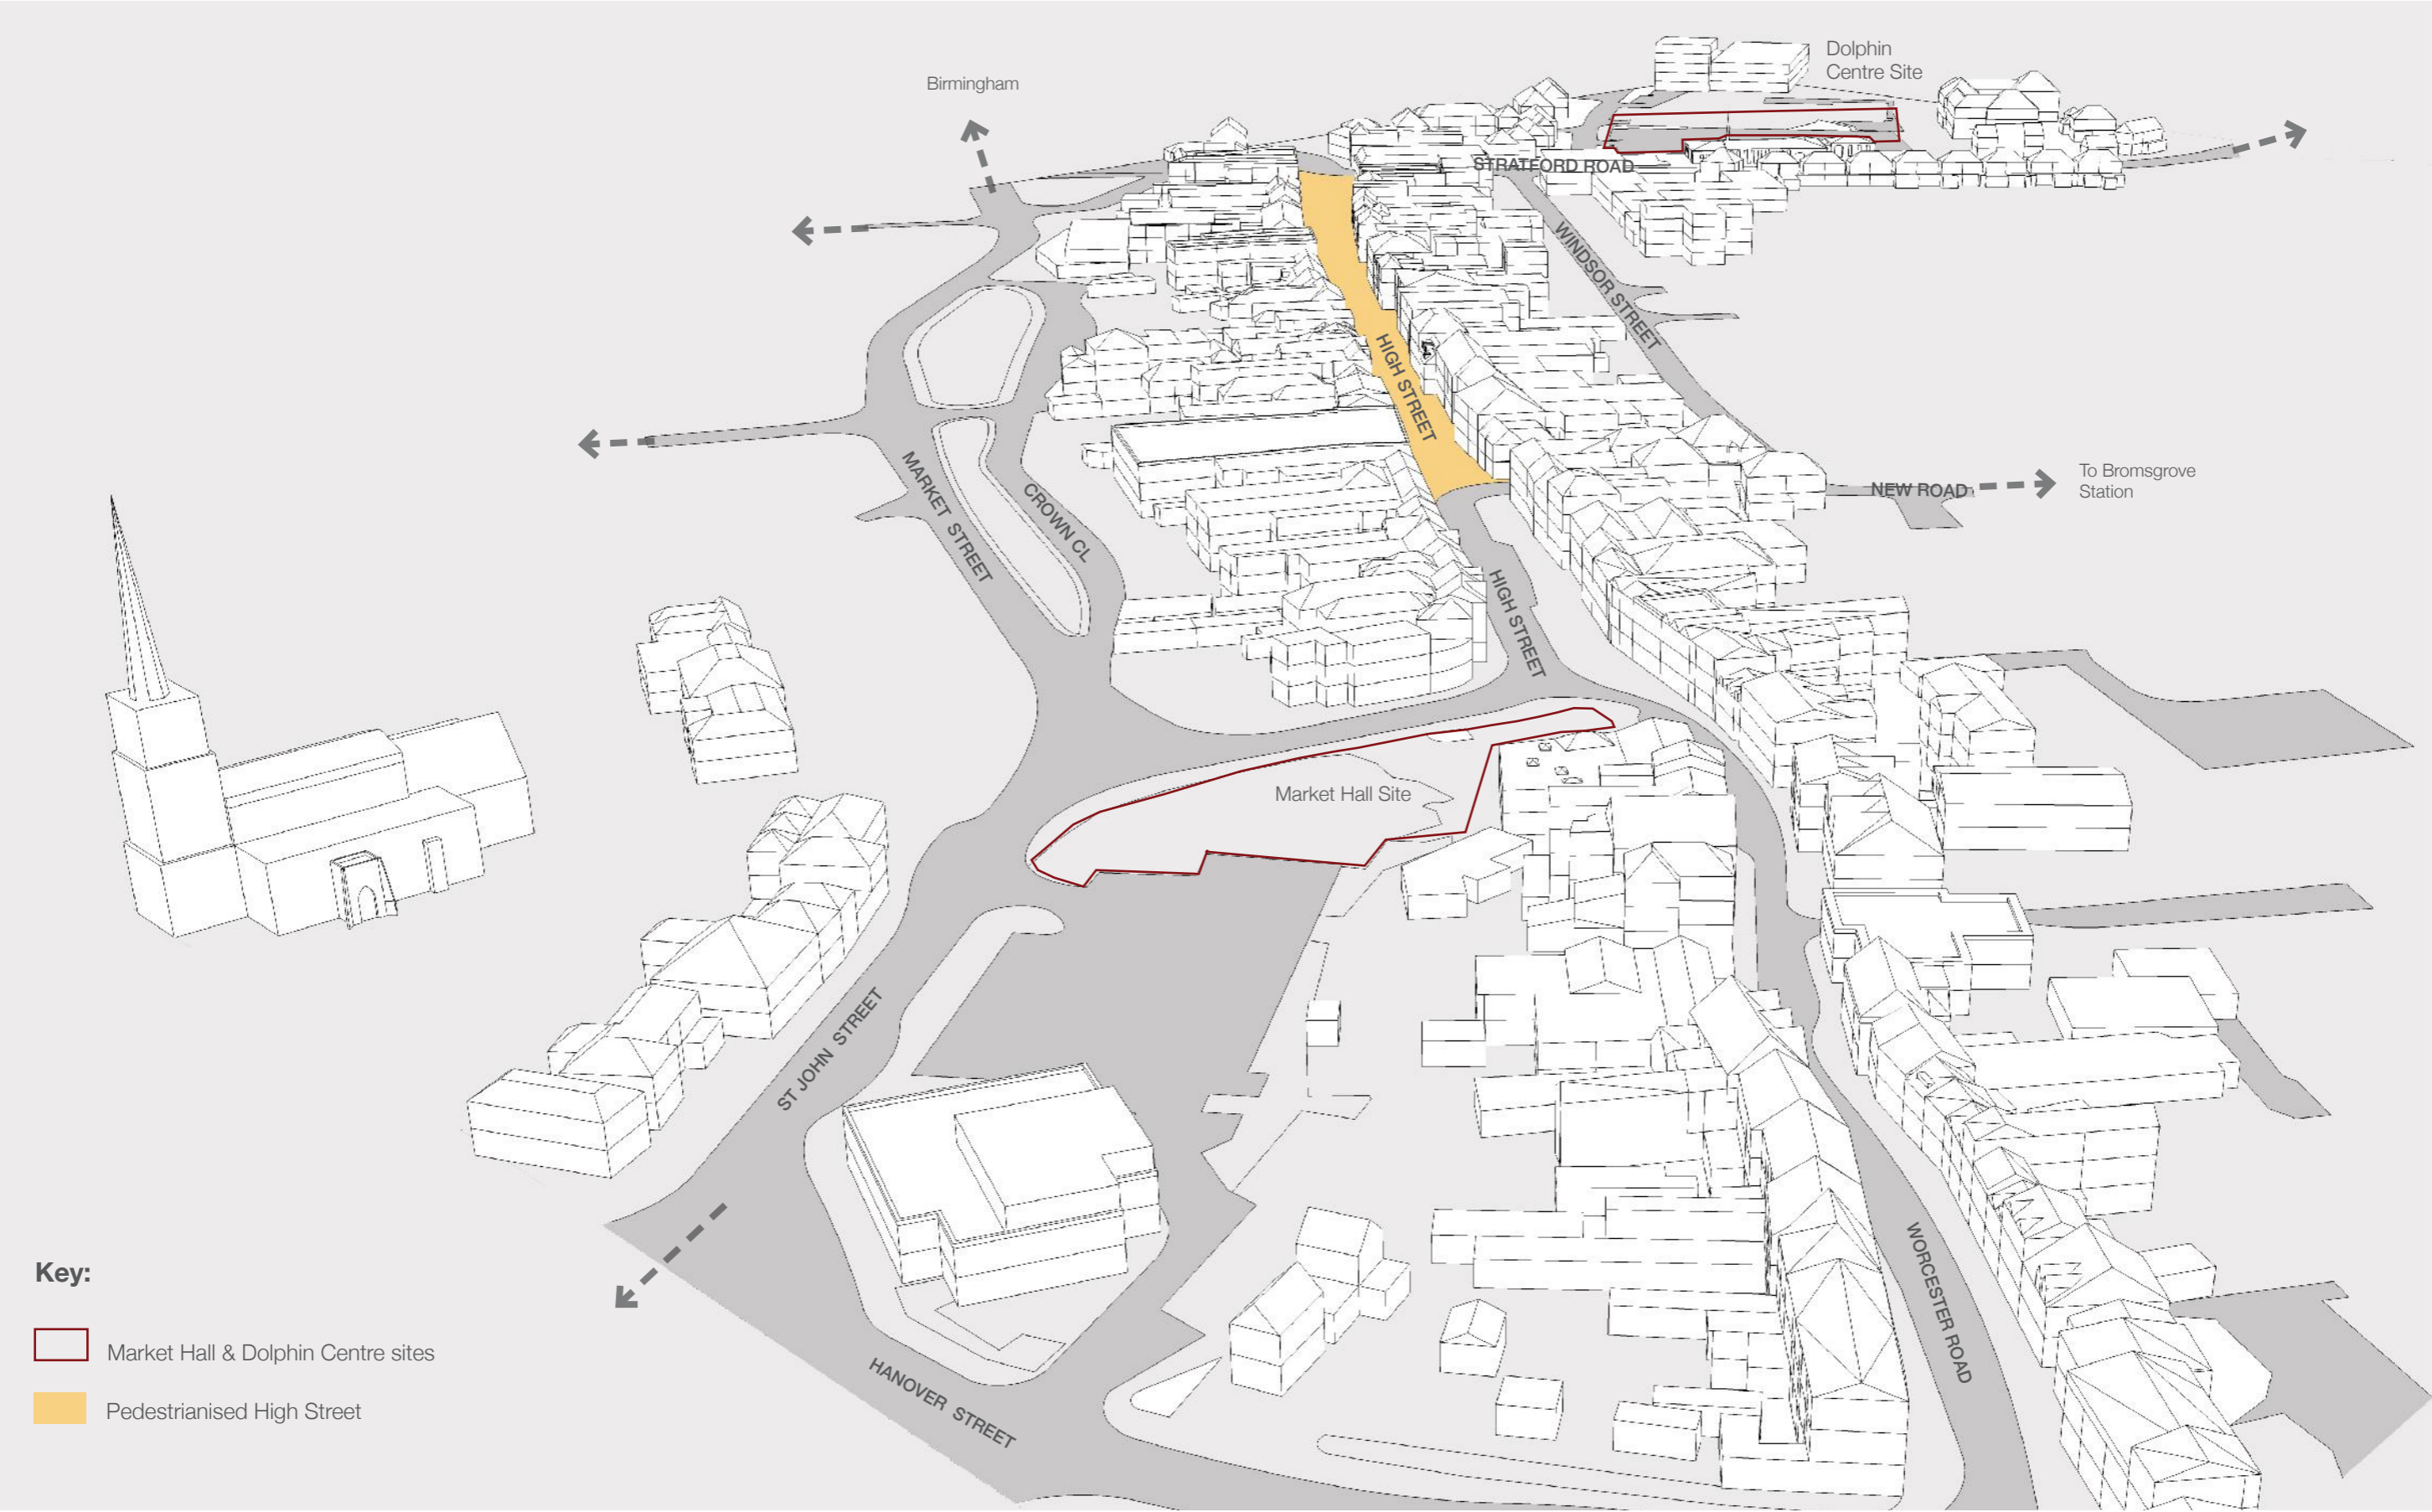 Dolphin
Centre Site
Birmingham
STRATFORD ROAD
WINDSOR STREET
HIGH STREET
MARKET STREET
CROWN CL
NEW ROAD
To Bromsgrove
Station
HIGH STREET
Market Hall Site
ST JOHN STREET
WORCESTER ROAD
HANOVER STREET
Key:
Market Hall & Dolphin Centre sites
Pedestrianised High Street